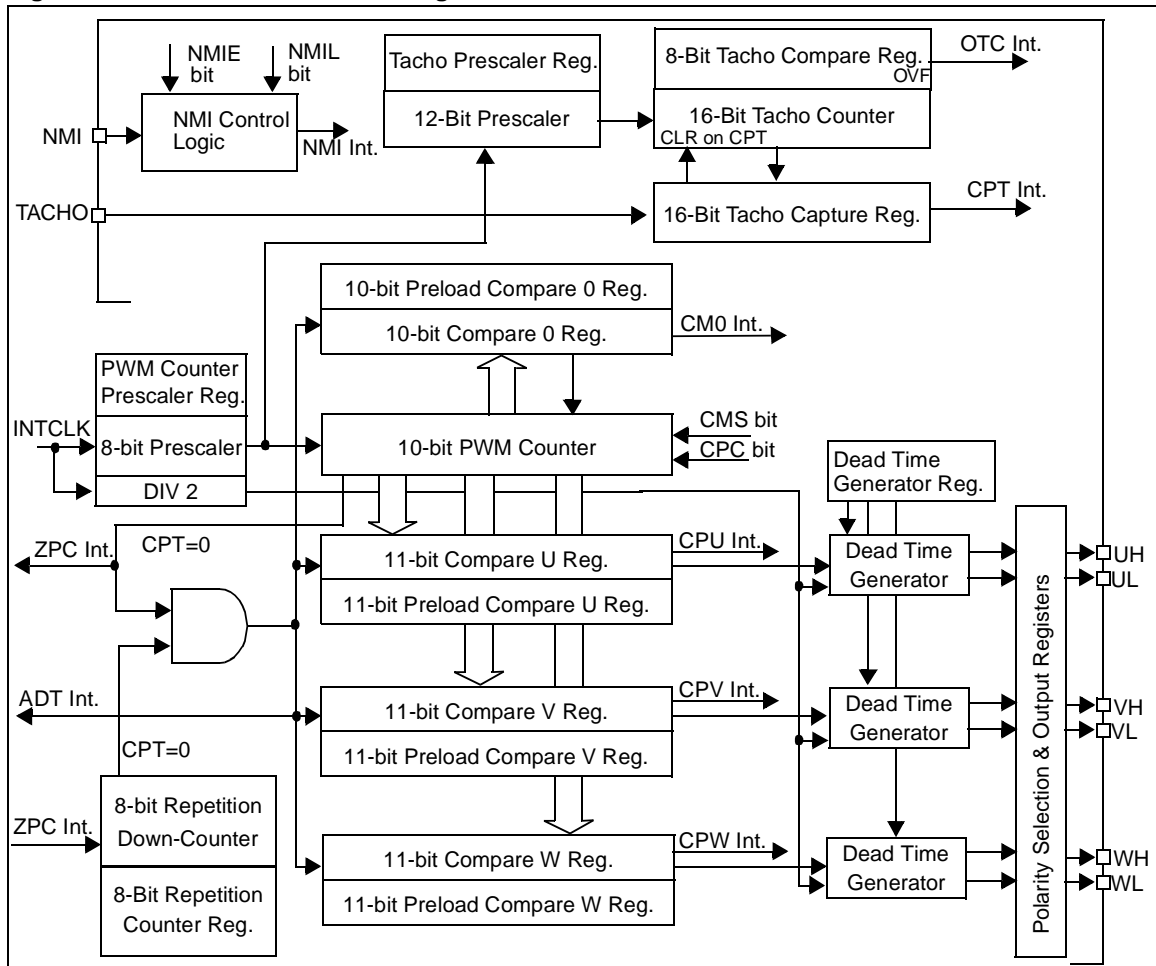 NMIE
bit
NMIL
bit
NMI
NMI Control
Logic
NMI Int.
Tacho Prescaler Reg.
12-Bit Prescaler
8-Bit Tacho Compare Reg.
OVF
16-Bit Tacho Counter
CLR on CPT
16-Bit Tacho Capture Reg.
OTC Int.
CPT Int.
TACHO
10-bit Preload Compare 0 Reg.
10-bit Compare 0 Reg.
CM0 Int.
PWM Counter
Prescaler Reg.
INTCLK
8-bit Prescaler
DIV 2
10-bit PWM Counter
CMS bit
CPC bit
Dead Time
Generator Reg.
ZPC Int.
CPT=0
11-bit Compare U Reg.
11-bit Preload Compare U Reg.
CPU Int.
Dead Time
Generator
UH
UL
ADT Int.
CPT=0
11-bit Compare V Reg.
11-bit Preload Compare V Reg.
CPV Int.
Dead Time
Generator
VH
VL
ZPC Int.
8-bit Repetition
Down-Counter
8-Bit Repetition
Counter Reg.
11-bit Compare W Reg.
11-bit Preload Compare W Reg.
CPW Int.
Dead Time
Generator
WH
WL
Polarity Selection & Output Registers